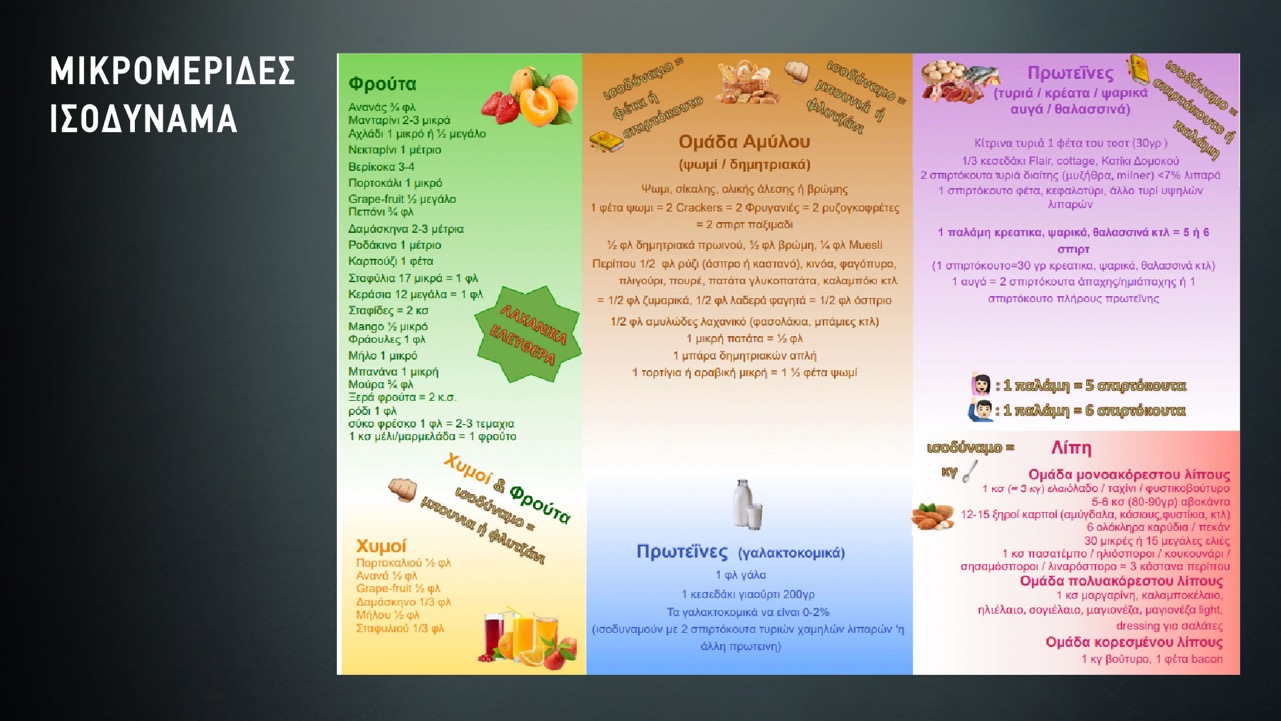 ΜΙΚΡΟΜΕΡΙΔΕΣ
ΙΣΟΔΥΝΑΜΑ
Φρούτα
Ανανάς ¾ φλ
Μανταρίνι 2-3 μικρά
Αχλάδι 1 μικρό ή ½ μεγάλο
Νεκταρίνι 1 μέτριο
Βερίκοκα 3-4
Πορτοκάλι 1 μικρό
Grape-fruit ½ μεγάλο
Πεπόνι ¾ φλ
Δαμάσκηνα 2-3 μέτρια
Ροδάκινο 1 μέτριο
Καρπούζι 1 φέτα
Σταφύλια 17 μικρά = 1 φλ
Κεράσια 12 μεγάλα = 1 φλ
Σταφίδες = 2 κσ
Mango ½ μικρό
Φράουλες 1 φλ
Μήλο 1 μικρό
Μπανάνα 1 μικρή
Μούρα ¾ φλ
Ξερά φρούτα = 2 κ.σ.
ρόδι 1 φλ
σύκο φρέσκο 1 φλ = 2-3 τεμαχια
1 κσ μέλι/μαρμελάδα = 1 φρούτο
ΛΑΧΑΝΙΚΑ
ΕΛΕΥΘΕΡΑ
Χυμοί & Φρούτα
ισοδύναμο =
μπουνια ή φλυτζάνι
Χυμοί
Πορτοκαλιού ½ φλ
Ανανά ½ φλ
Grape-fruit ½ φλ
Δαμάσκηνο 1/3 φλ
Μήλου ½ φλ
Σταφυλιού 1/3 φλ
ισοδύναμο =
φέτα ή
σπιρτόκουτο
ισοδύναμο =
μπουνιά ή
φλυτζάνι
Ομάδα Αμύλου
(ψωμί / δημητριακά)
Ψωμι, σίκαλης, ολικής άλεσης ή βρώμης
1 φέτα ψωμι = 2 Crackers = 2 Φρυγανιές = 2 ρυζογκοφρέτες
= 2 σπιρτ παξιμαδι
½ φλ δημητριακά πρωινού, ½ φλ βρώμη, ¼ φλ Muesli
Περίπου 1/2 φλ ρύζι (άσπρο ή καστανό), κινόα, φαγόπυρο,
πλιγούρι, πουρέ, πατάτα γλυκοπατάτα, καλαμπόκι κτλ
= 1/2 φλ ζυμαρικά, 1/2 φλ λαδερά φαγητά = 1/2 φλ όσπριο
1/2 φλ αμυλώδες λαχανικό (φασολάκια, μπάμιες κτλ)
1 μικρή πατάτα = ½ φλ
1 μπάρα δημητριακών απλή
1 τορτίγια ή αραβική μικρή = 1 ½ φέτα ψωμί
Πρωτεΐνες (γαλακτοκομικά)
1 φλ γάλα
1 κεσεδάκι γιαούρτι 200γρ
Τα γαλακτοκομικά να είναι 0-2%
(ισοδυναμούν με 2 σπιρτόκουτα τυριών χαμηλών λιπαρών 'η
άλλη πρωτεινη)
Πρωτεΐνες
(τυριά / κρέατα / ψαρικά
αυγά / θαλασσινά)
ισοδύναμο =
σπιρτόκουτο ή
παλάμη
Κίτρινα τυριά 1 φέτα του τοστ (30γρ )
1/3 κεσεδάκι Flair, cottage, Κατίκι Δομοκού
2 σπιρτόκουτα τυριά διαίτης (μυζήθρα, milner) <7% λιπαρά
1 σπιρτόκουτο φέτα, κεφαλοτύρι, άλλο τυρί υψηλών
λιπαρών
1 παλάμη κρεατικα, ψαρικά, θαλασσινά κτλ = 5 ή 6
σπιρτ
(1 σπιρτόκουτο=30 γρ κρεατικα, ψαρικά, θαλασσινά κτλ)
1 αυγό = 2 σπιρτόκουτα άπαχης/ημιάπαχης ή 1
σπιρτόκουτο πλήρους πρωτεΐνης
: 1 παλάμη = 5 σπιρτόκουτα
: 1 παλάμη = 6 σπιρτόκουτα
ισοδύναμο =
κγ
Λίπη
Ομάδα μονοακόρεστου λίπους
1 κσ (= 3 κγ) ελαιόλαδο / ταχίνι / φυστικοβούτυρο
5-6 κσ (80-90γρ) αβοκάντο
12-15 ξηροί καρποί (αμύγδαλα, κάσιους,φυστίκια, κτλ)
6 ολόκληρα καρύδια / πεκάν
30 μικρές ή 15 μεγάλες ελιές
1 κσ πασατέμπο / ηλιόσποροι / κουκουνάρι /
σησαμόσποροι / λιναρόσπορο = 3 κάστανα περίπου
Ομάδα πολυακόρεστου λίπους
1 κσ μαργαρίνη, καλαμποκέλαιο,
ηλιέλαιο, σογιέλαιο, μαγιονέζα, μαγιονέζα light,
dressing για σαλάτες
Ομάδα κορεσμένου λίπους
1 κγ βούτυρο, 1 φέτα bacon